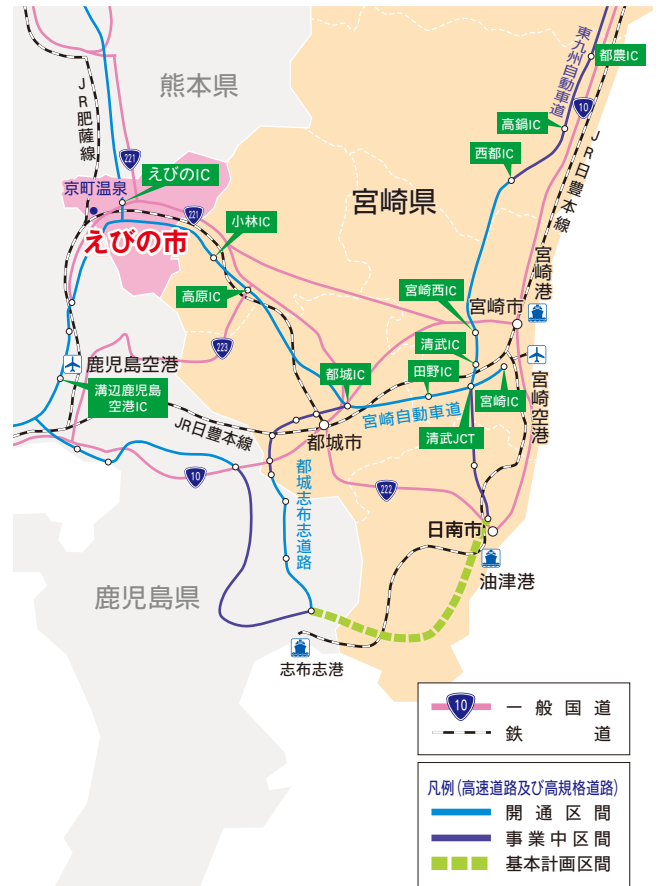 東九州自動車道
都農IC
10
高鍋IC
JR日豊本線
西都IC
熊本県
JR肥薩線
221
えびのIC
京町温泉
221
宮崎県
えびの市
小林IC
高原IC
宮崎港
宮崎西IC
宮崎市
清武IC
223
鹿児島空港
都城IC
田野IC
宮崎IC
宮崎空港
溝辺鹿児島
空港IC
宮崎自動車道
JR日豊本線
都城市
清武JCT
10
都城志布志道路
222
日南市
油津港
鹿児島県
志布志港
10
一般国道
鉄道
凡例(高速道路及び高規格道路)
開通区間
事業中区間
基本計画区間